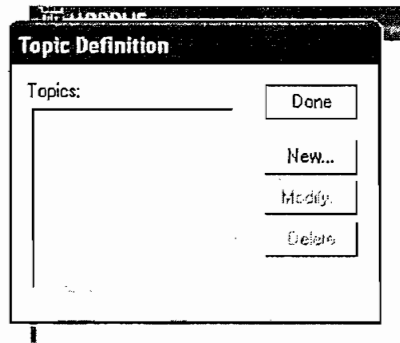 Topic Definition
Topics:
Done
New...
Modify..
Delete